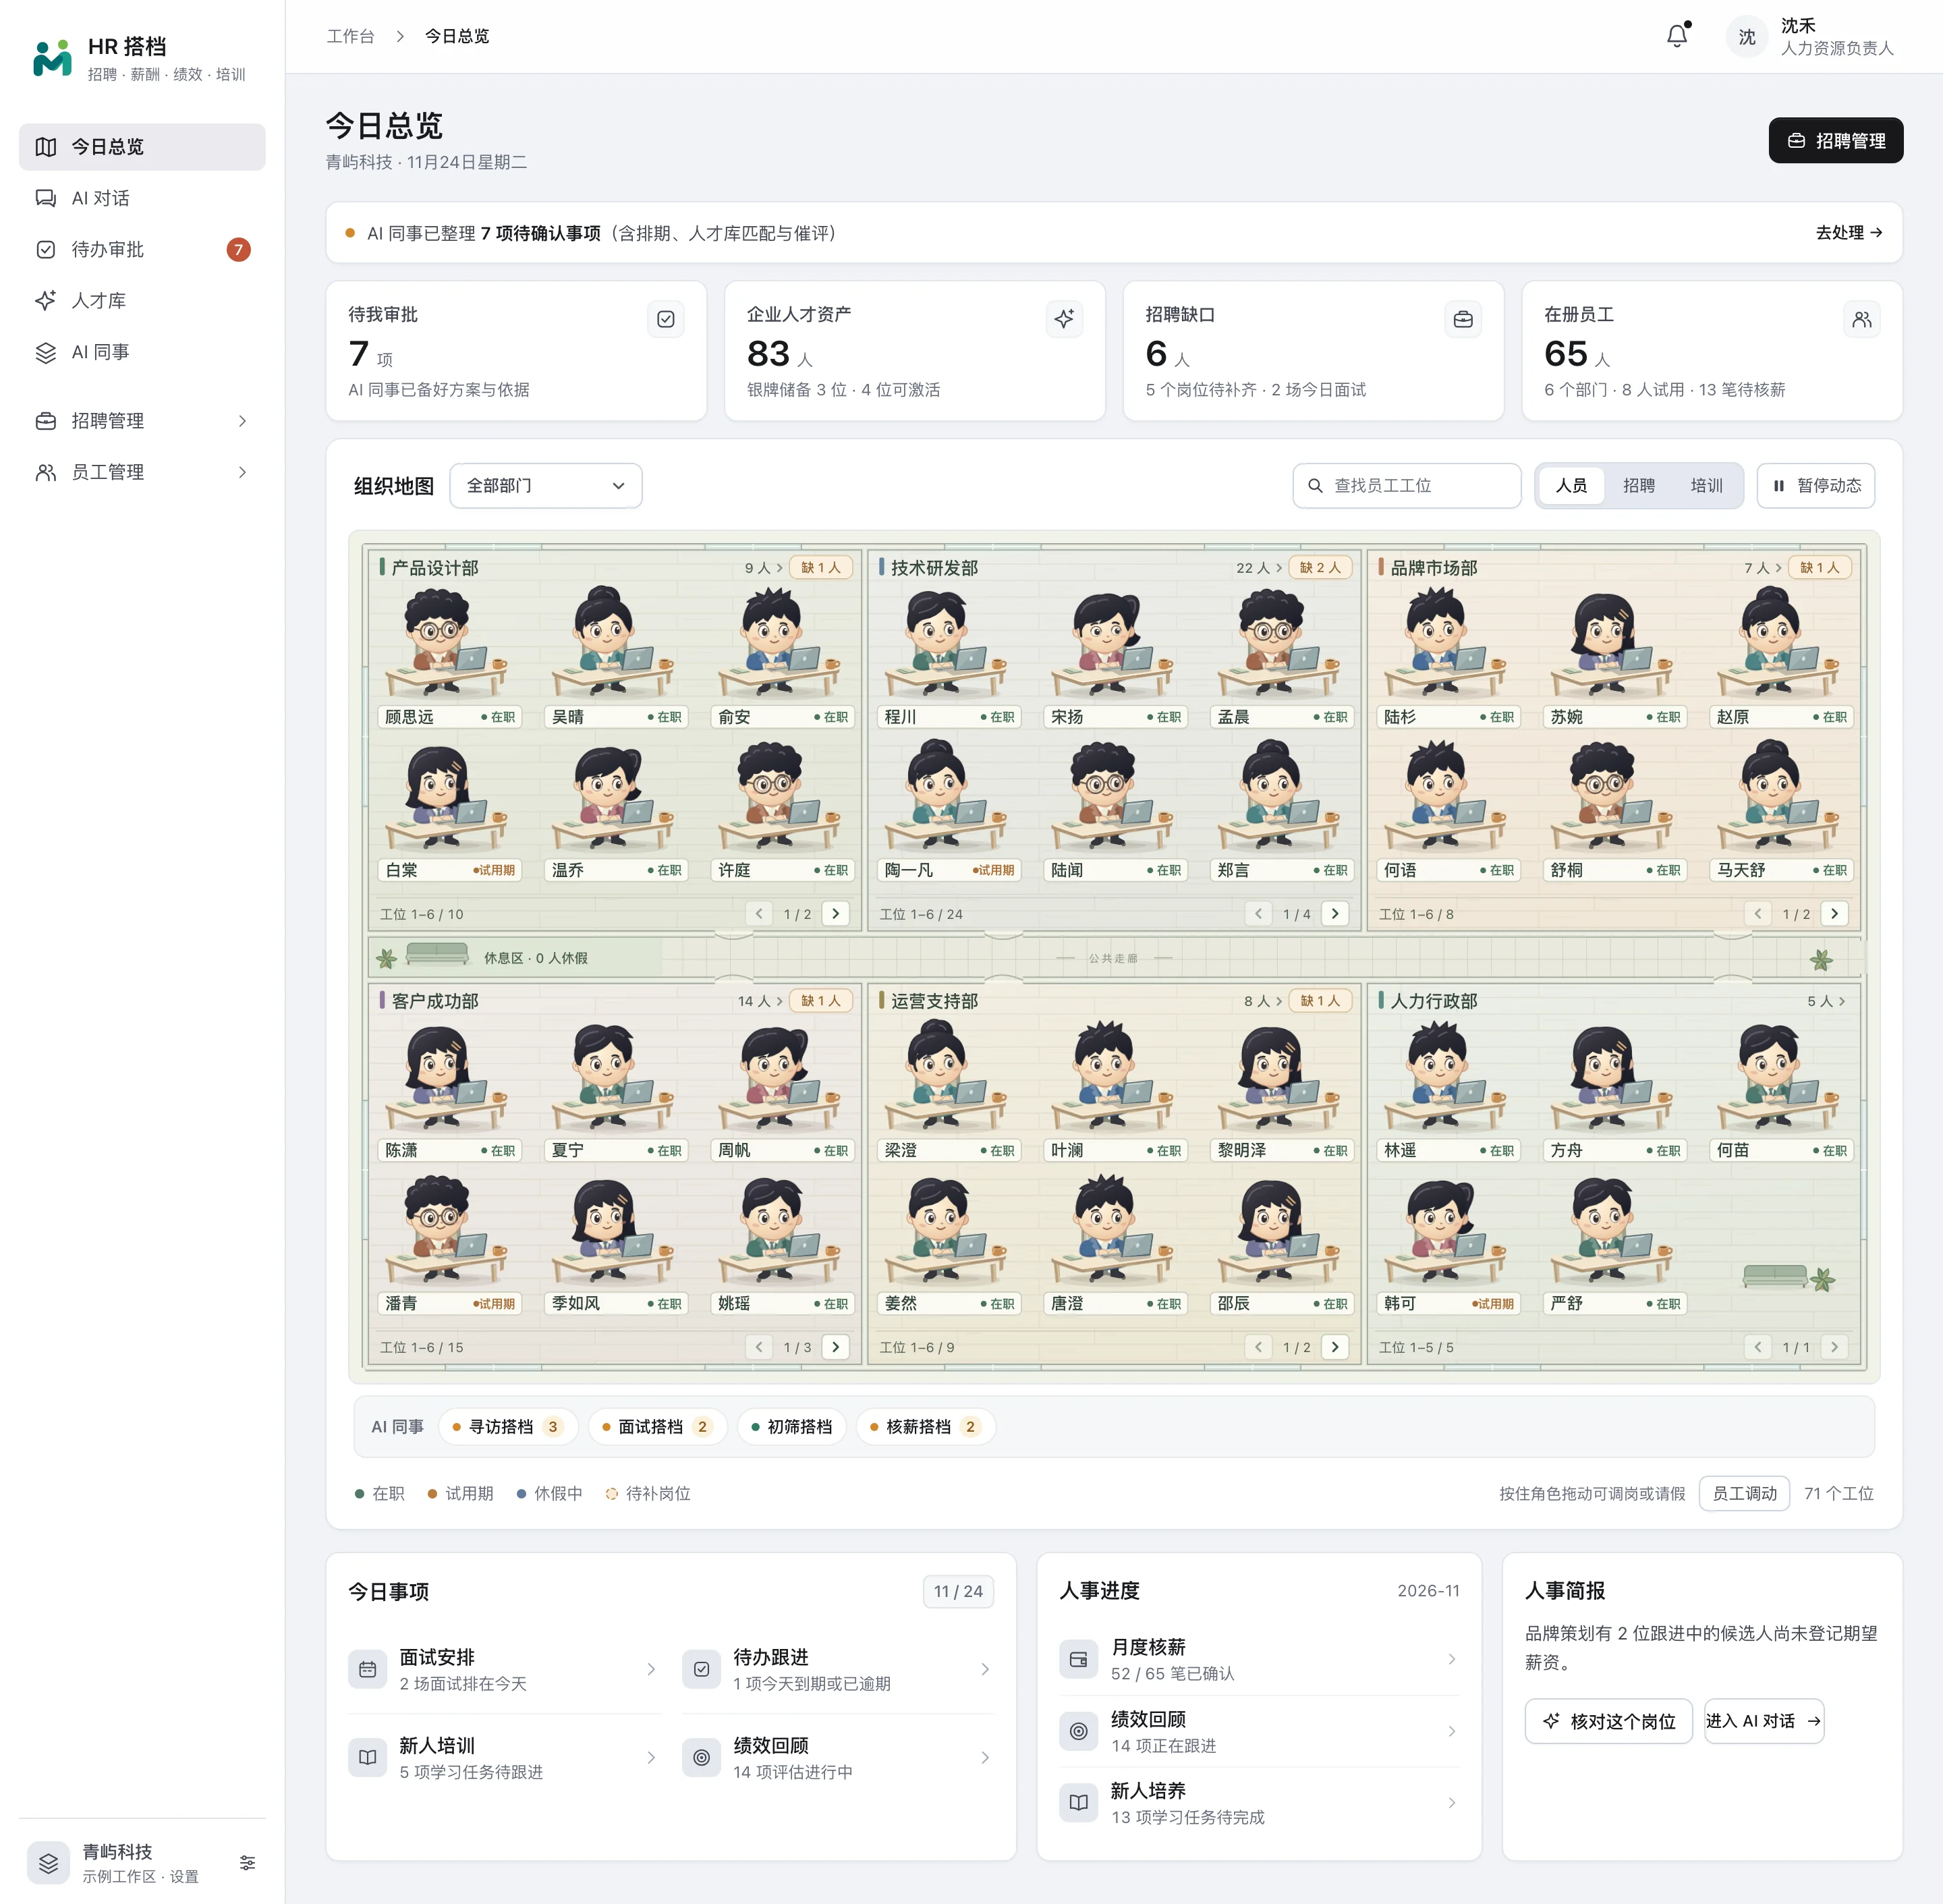 HR 搭档
招聘 · 薪酬 · 绩效 · 培训
今日总览
AI 对话
待办审批
7
人才库
AI 同事
招聘管理
员工管理
青屿科技
示例工作区 · 设置
工作台
今日总览
沈
沈禾
人力资源负责人
今日总览
青屿科技 · 11月24日星期二
招聘管理
AI 同事已整理 7 项待确认事项（含排期、人才库匹配与催评）
去处理 →
待我审批
7 项
AI 同事已备好方案与依据
企业人才资产
83 人
银牌储备 3 位 · 4 位可激活
招聘缺口
6 人
5 个岗位待补齐 · 2 场今日面试
在册员工
65 人
6 个部门 · 8 人试用 · 13 笔待核薪
组织地图
全部部门
查找员工工位
人员
招聘
培训
暂停动态
产品设计部
9 人
缺 1 人
顾思远 在职
吴晴 在职
俞安 在职
白棠 试用期
温乔 在职
许庭 在职
工位 1–6 / 10
1 / 2
技术研发部
22 人
缺 2 人
程川 在职
宋扬 在职
孟晨 在职
陶一凡 试用期
陆闻 在职
郑言 在职
工位 1–6 / 24
1 / 4
品牌市场部
7 人
缺 1 人
陆杉 在职
苏婉 在职
赵原 在职
何语 在职
舒桐 在职
马天舒 在职
工位 1–6 / 8
1 / 2
休息区 · 0 人休假
公共走廊
客户成功部
14 人
缺 1 人
陈潇 在职
夏宁 在职
周帆 在职
潘青 试用期
季如风 在职
姚瑶 在职
工位 1–6 / 15
1 / 3
运营支持部
8 人
缺 1 人
梁澄 在职
叶澜 在职
黎明泽 在职
姜然 在职
唐澄 在职
邵辰 在职
工位 1–6 / 9
1 / 2
人力行政部
5 人
林遥 在职
方舟 在职
何苗 在职
韩可 试用期
严舒 在职
工位 1–5 / 5
1 / 1
AI 同事
寻访搭档 3
面试搭档 2
初筛搭档
核薪搭档 2
在职
试用期
休假中
待补岗位
按住角色拖动可调岗或请假
员工调动
71 个工位
今日事项
11 / 24
面试安排
2 场面试排在今天
待办跟进
1 项今天到期或已逾期
新人培训
5 项学习任务待跟进
绩效回顾
14 项评估进行中
人事进度
2026-11
月度核薪
52 / 65 笔已确认
绩效回顾
14 项正在跟进
新人培养
13 项学习任务待完成
人事简报
品牌策划有 2 位跟进中的候选人尚未登记期望
薪资。
核对这个岗位
进入 AI 对话 →